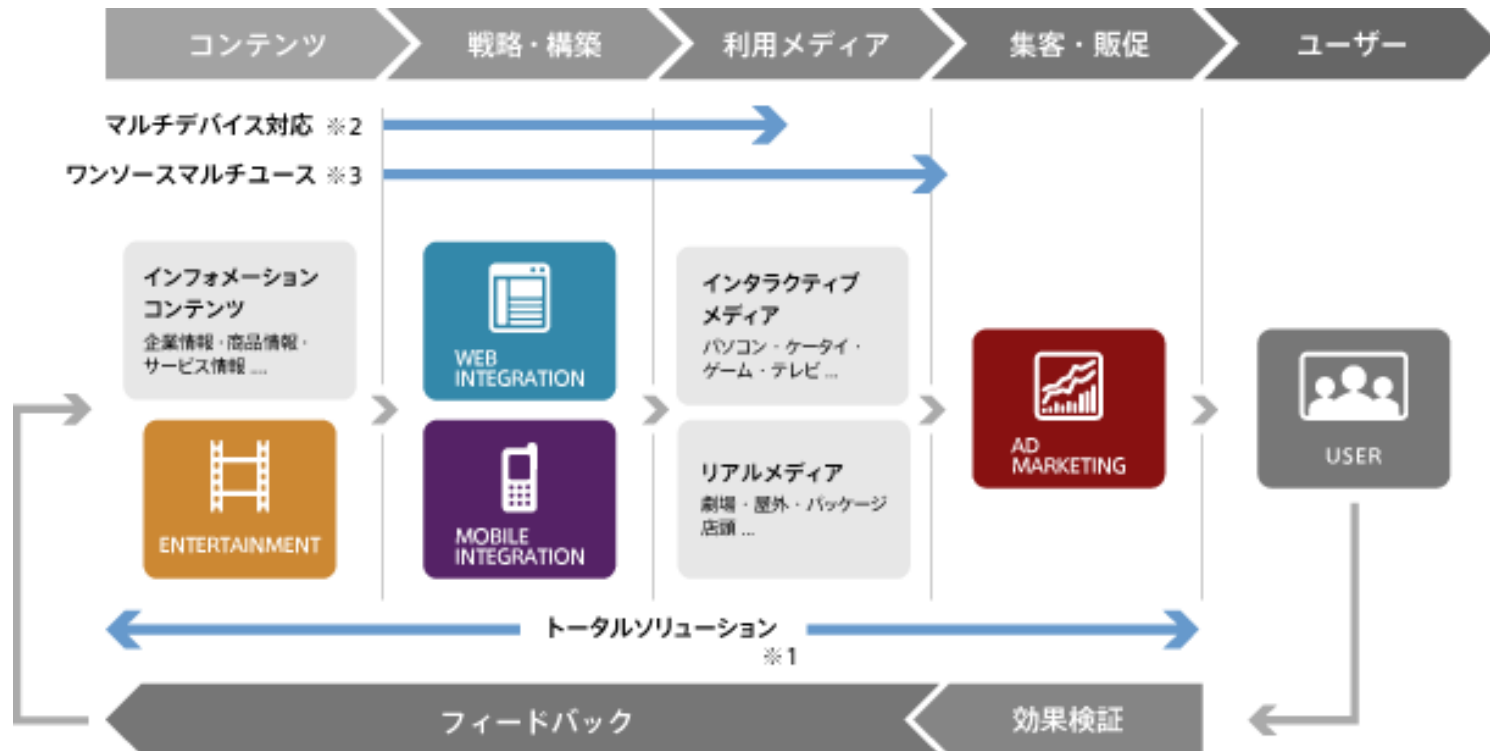 コンテンツ
戦略・構築
利用メディア
集客・販促
ユーザー
マルチデバイス対応 ※2
ワンソースマルチユース ※3
インフォメーション
コンテンツ
企業情報・商品情報・
サービス情報 ...
ENTERTAINMENT
WEB
INTEGRATION
MOBILE
INTEGRATION
インタラクティブ
メディア
パソコン・ケータイ・
ゲーム・テレビ ...
リアルメディア
劇場・屋外・パッケージ
店頭 ...
AD
MARKETING
USER
トータルソリューション
※1
フィードバック
効果検証